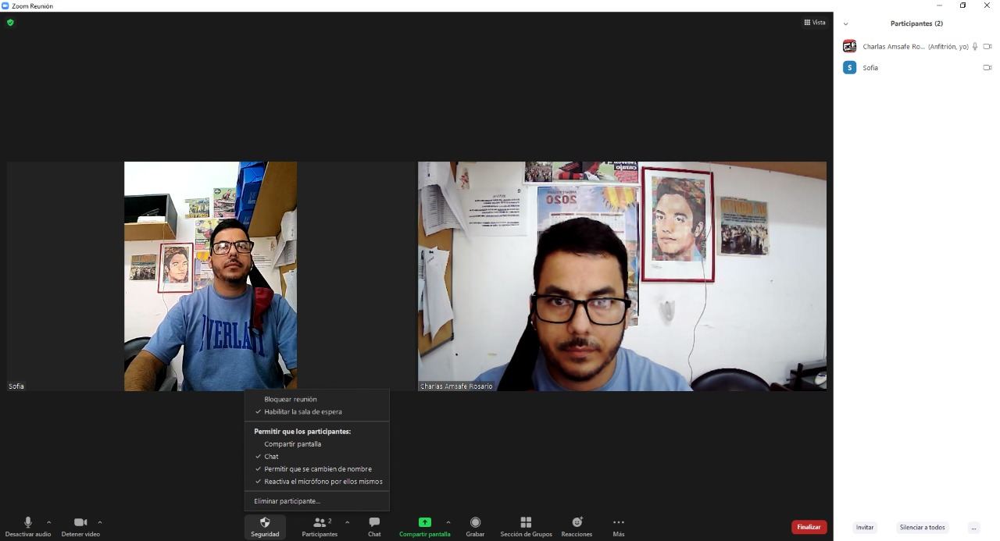 Zoom Reunión
Vista
Participantes (2)
Charlas Amsafe Ro... (Anfitrión, yo)
S
Sofia
2020
OVERLA
Sofia
Charlas Amsafe Rosario
Bloquear reunión
Habilitar la sala de espera
Permitir que los participantes:
Compartir pantalla
Chat
Permitir que se cambien de nombre
Reactiva el micrófono por ellos mismos
Eliminar participante...
Desactivar audio
Detener video
Seguridad
2
Participantes
Chat
Compartir pantalla
Grabar
Sección de Grupos
Reacciones
Más
Finalizar
Invitar
Silenciar a todos
...